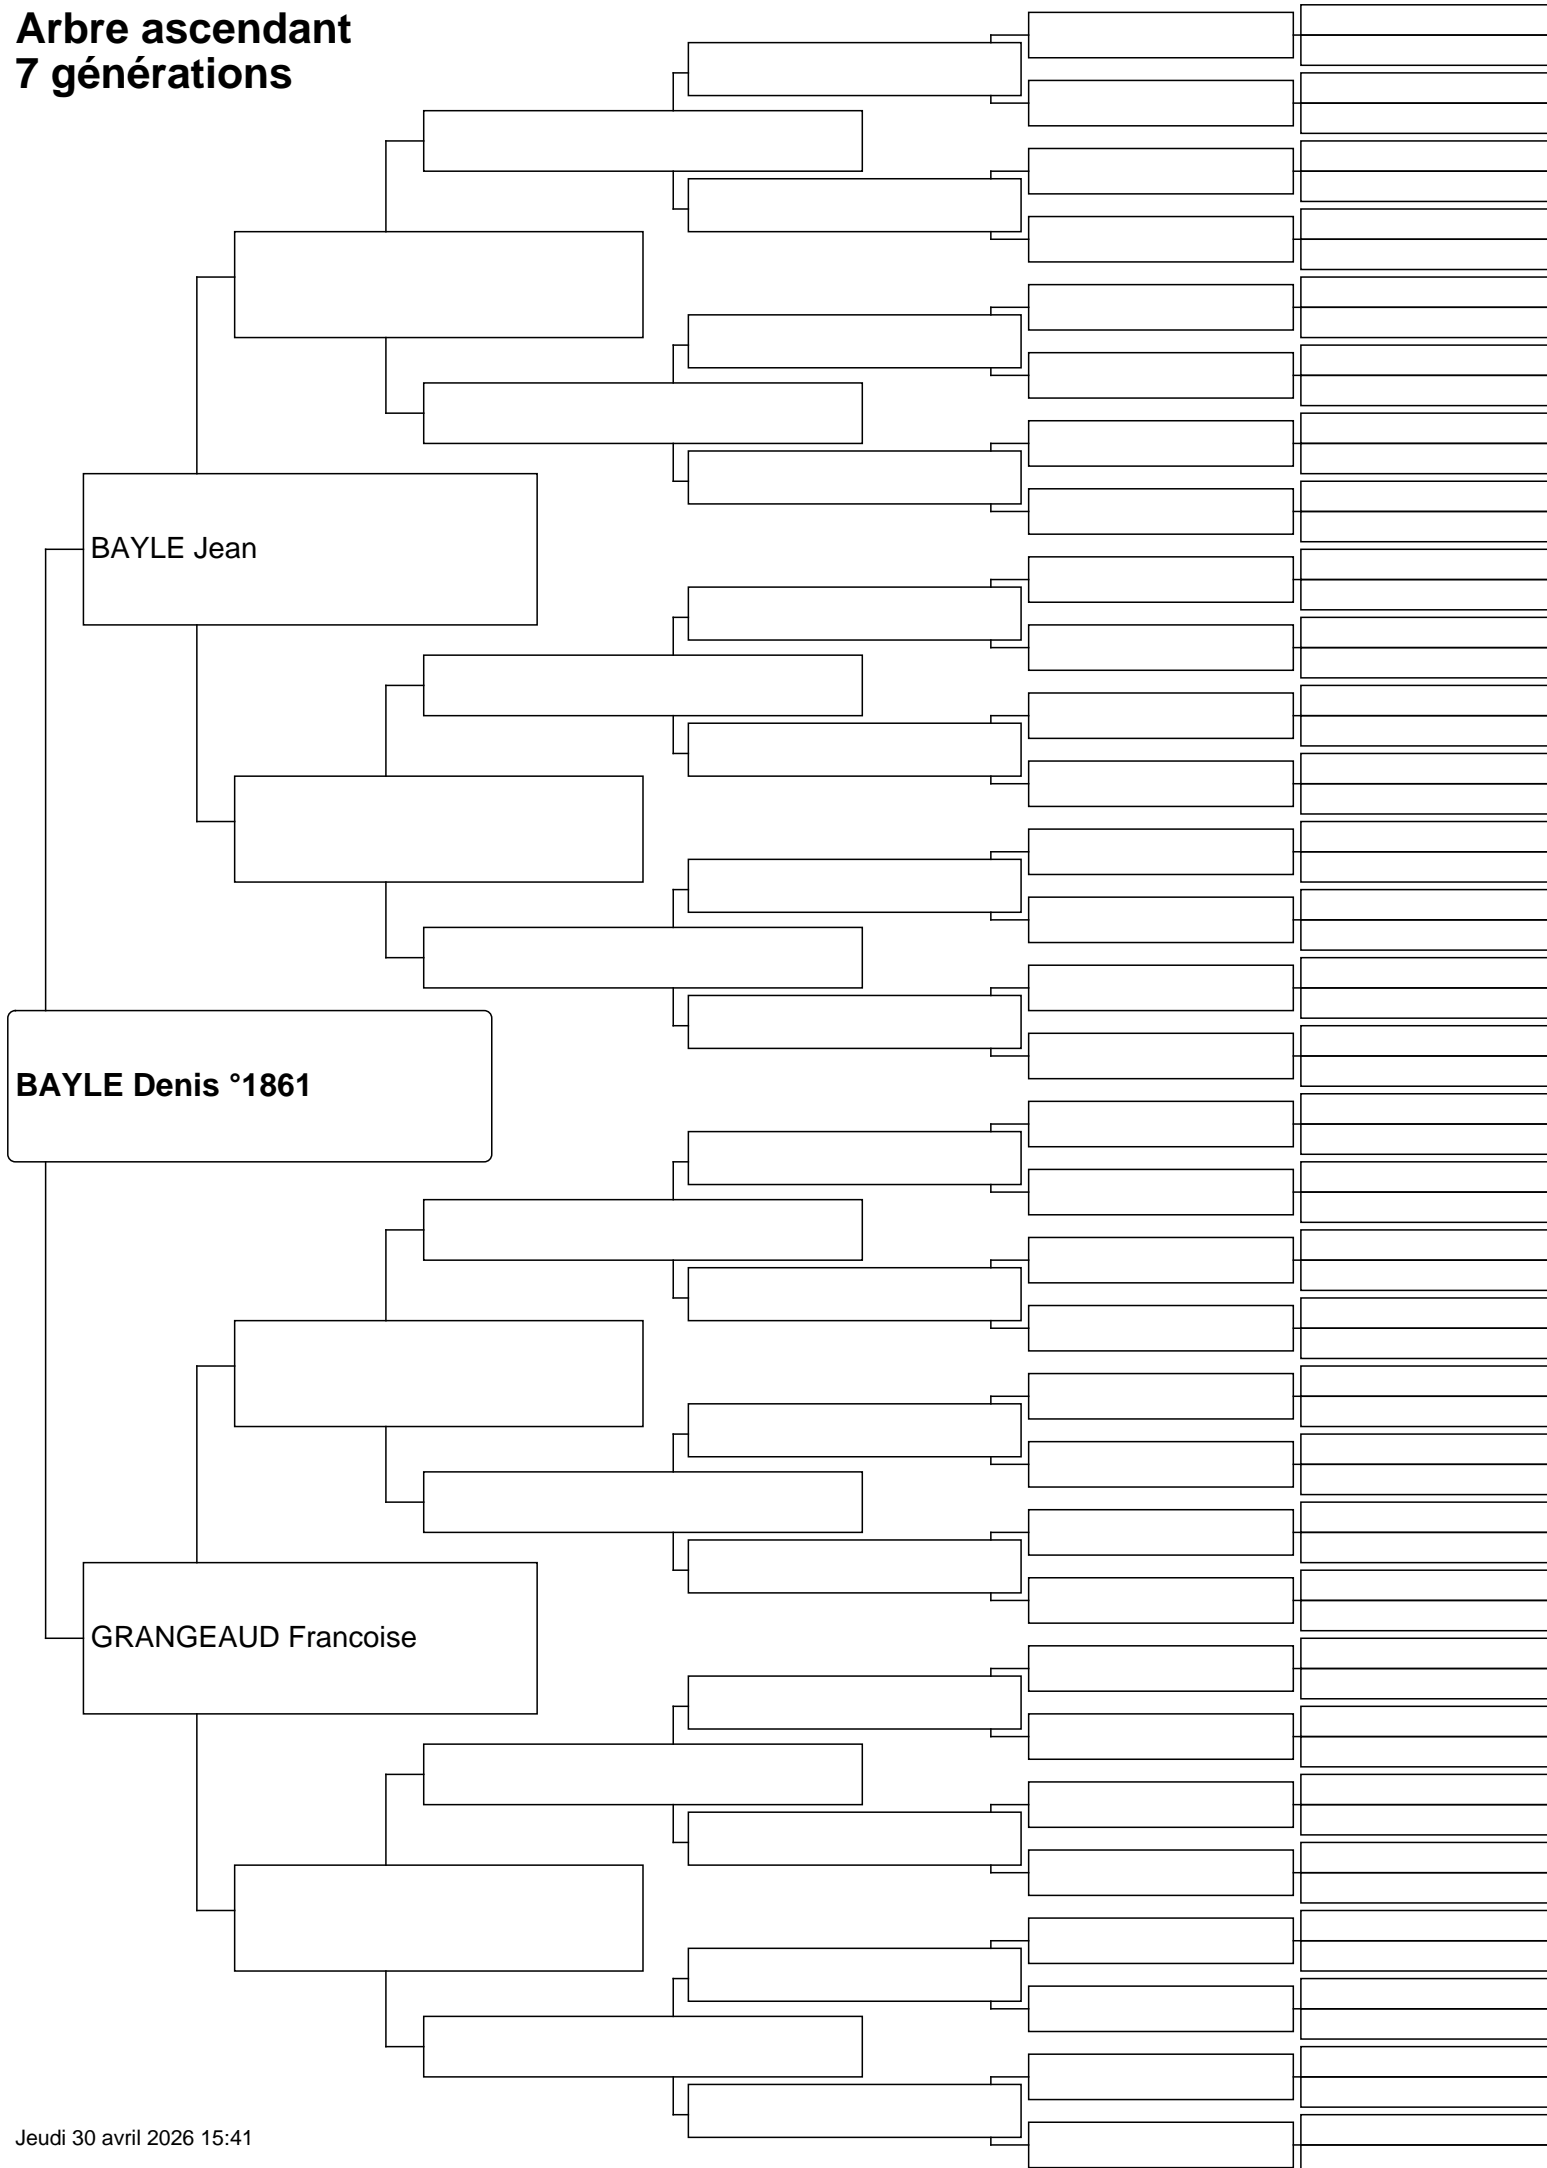 Arbre ascendant
7 générations
BAYLE Jean
BAYLE Denis °1861
GRANGEAUD Francoise
Jeudi 30 avril 2026 15:41